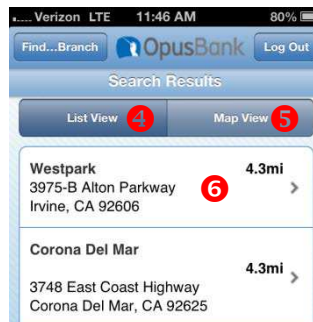 ..... Verizon LTE 11:46 AM 80%
Find...Branch OpusBank Log Out
Search Results
List View 4 Map View 5
Westpark 4.3mi
3975-B Alton Parkway 6
Irvine, CA 92606
Corona Del Mar
4.3mi
3748 East Coast Highway
Corona Del Mar, CA 92625